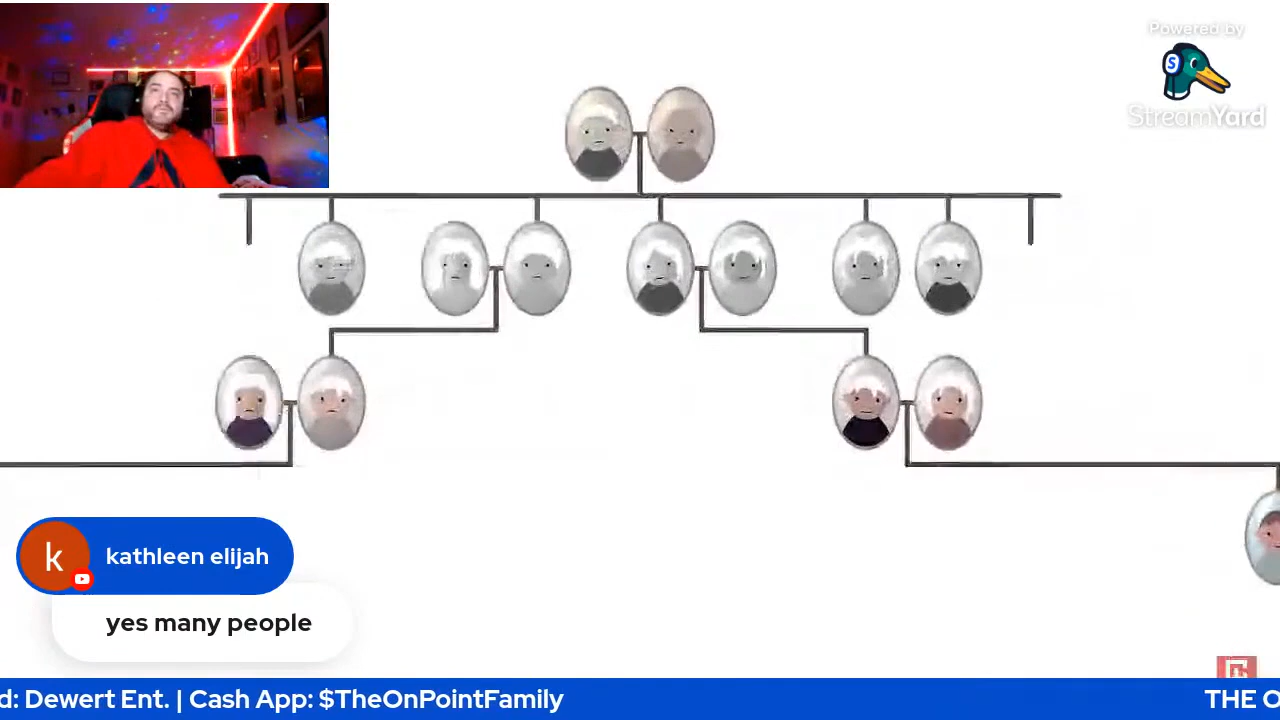 Powered by
S
StreamYard
k
kathleen elijah
yes many people
d: Dewert Ent. | Cash App: $TheOnPointFamily
THE O